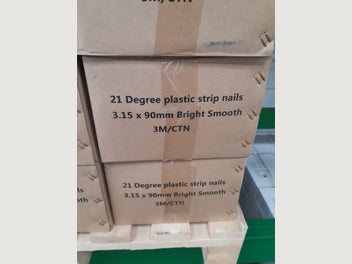 3M/CTN
21 Degree plastic strip nails
3.15 x 90mm Bright Smooth
3M/CTN
21 Degree plastic strip nails
3.15 x 90mm Bright Smooth
3M/CTN